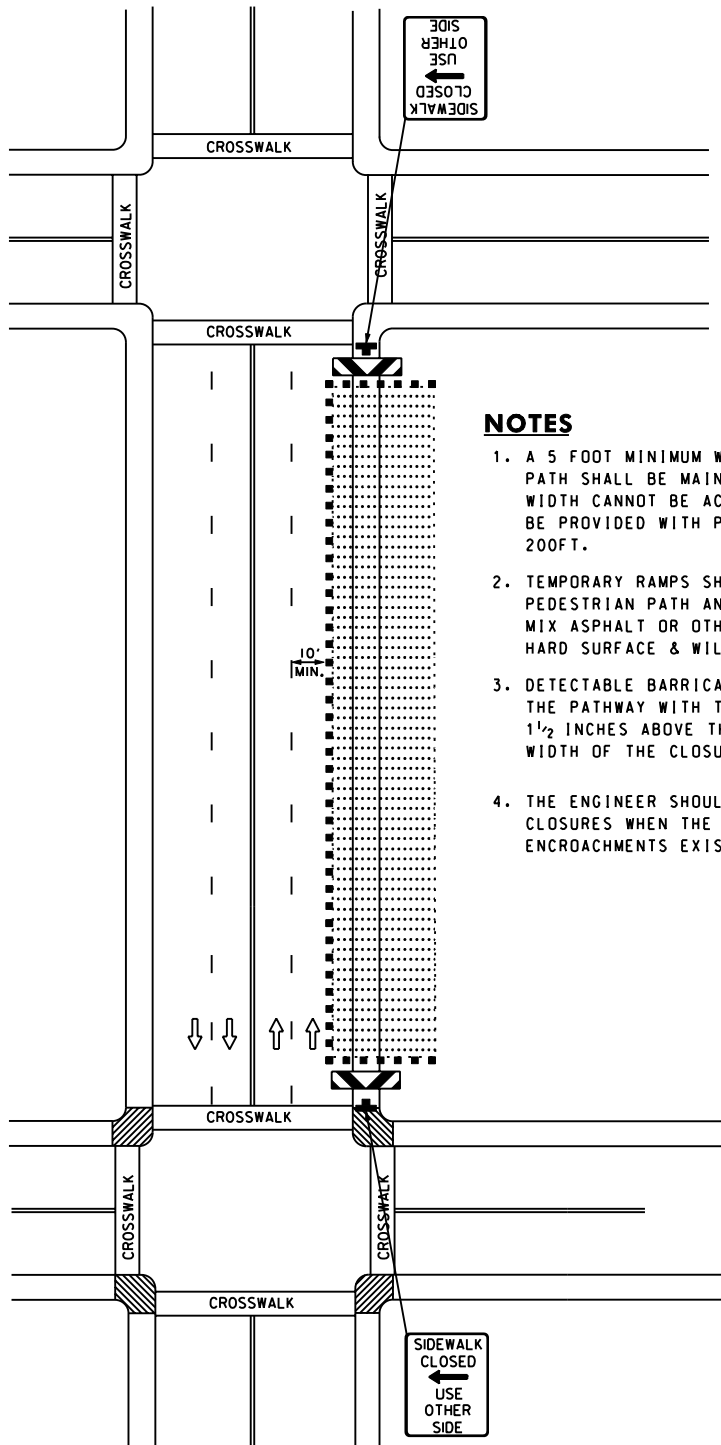 SIDEWALK
CLOSED
USE
OTHER
SIDE
CROSSWALK
CROSSWALK
CROSSWALK
CROSSWALK
NOTES
1. A 5 FOOT MINIMUM W
PATH SHALL BE MAIN
WIDTH CANNOT BE AC
BE PROVIDED WITH P
200FT.
2. TEMPORARY RAMPS SH
PEDESTRIAN PATH AN
MIX ASPHALT OR OTH
HARD SURFACE & WIL
10'
MIN.
3. DETECTABLE BARRICA
THE PATHWAY WITH T
1 1/2 INCHES ABOVE TH
WIDTH OF THE CLOSU
4. THE ENGINEER SHOUL
CLOSURES WHEN THE
ENCROACHMENTS EXIS
CROSSWALK
CROSSWALK
CROSSWALK
CROSSWALK
SIDEWALK
CLOSED
USE
OTHER
SIDE